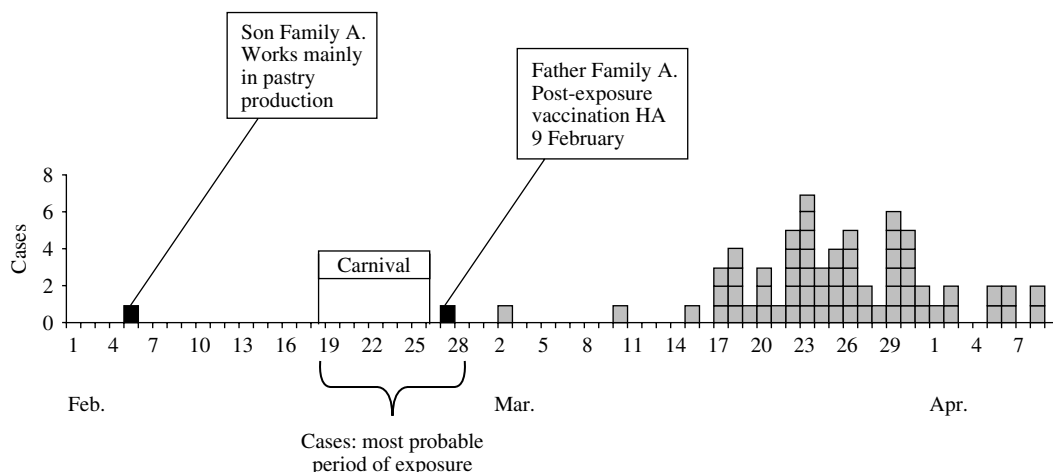 Son Family A.
Works mainly
in pastry
production
Father Family A.
Post-exposure
vaccination HA
9 February
8
6
4
2
0
Cases
Carnival
1 4 7 10 13 16 19 22 25 28 2 5 8 11 14 17 20 23 26 29 1 4 7
Feb. Mar. Apr.
Cases: most probable
period of exposure